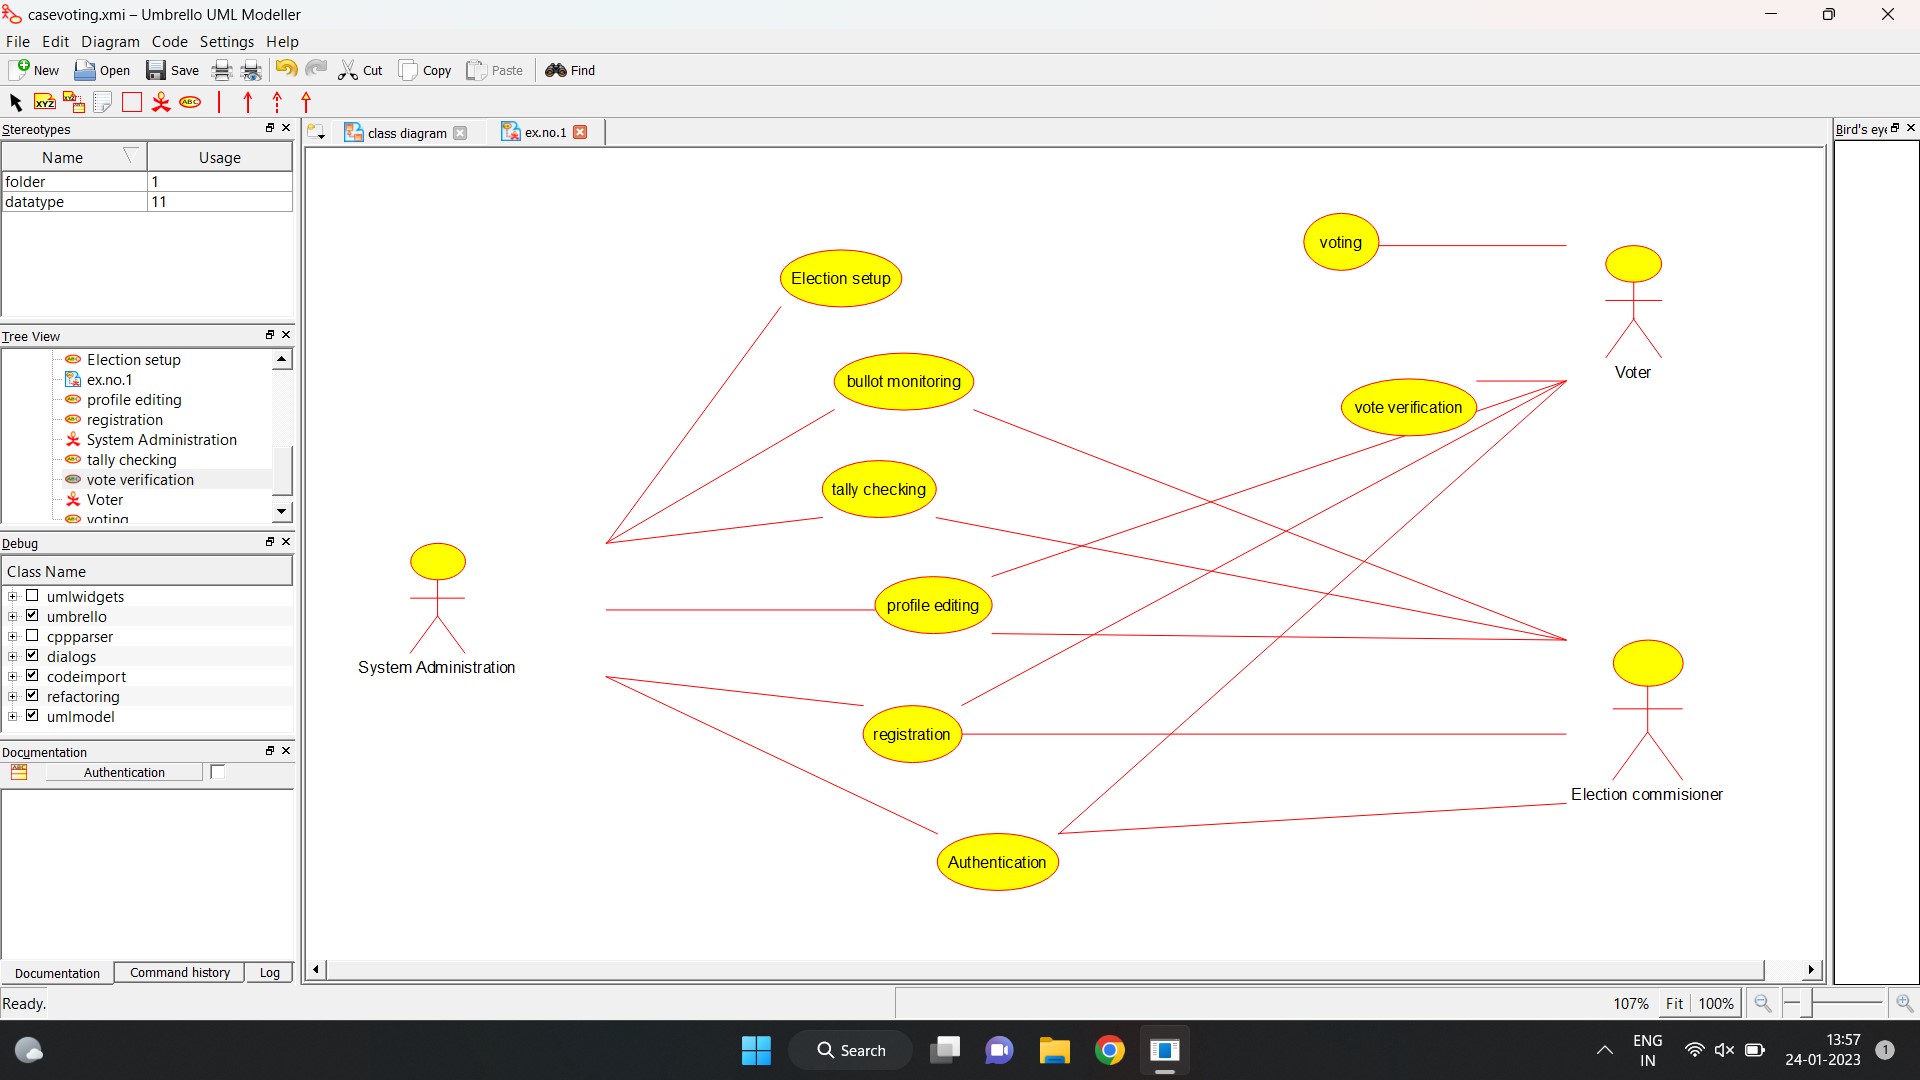 casevoting.xmi – Umbrello UML Modeller
File Edit Diagram Code Settings Help
New Open Save Cut Copy Paste Find
XYZ XYZ ABC
Stereotypes
Name Usage
folder 1
datatype 11
Tree View
Election setup
ex.no.1
profile editing
registration
System Administration
tally checking
vote verification
Voter
voting
Debug
Class Name
umlwidgets
umbrello
cppparser
dialogs
codeimport
refactoring
umlmodel
Documentation
Authentication
Documentation Command history Log
Ready.
class diagram ex.no.1
Bird's eye
voting
Election setup
Voter
bullot monitoring
vote verification
tally checking
profile editing
System Administration
registration
Election commisioner
Authentication
107% Fit 100%
Search
ENG
IN
13:57
24-01-2023
1